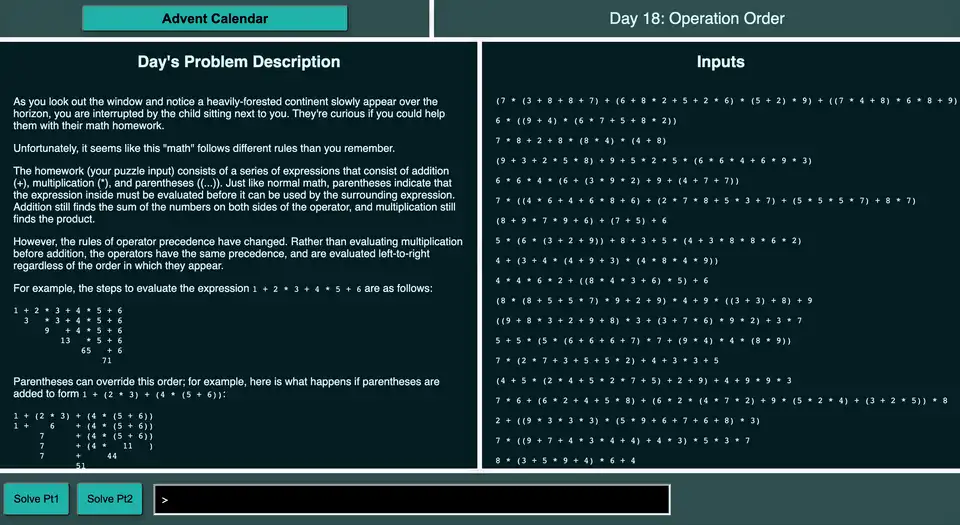 Advent Calendar
Day 18: Operation Order
Day's Problem Description
As you look out the window and notice a heavily-forested continent slowly appear over the
horizon, you are interrupted by the child sitting next to you. They're curious if you could help
them with their math homework.
Unfortunately, it seems like this "math" follows different rules than you remember.
The homework (your puzzle input) consists of a series of expressions that consist of addition
(+), multiplication (*), and parentheses ((...)). Just like normal math, parentheses indicate that
the expression inside must be evaluated before it can be used by the surrounding expression.
Addition still finds the sum of the numbers on both sides of the operator, and multiplication still
finds the product.
However, the rules of operator precedence have changed. Rather than evaluating multiplication
before addition, the operators have the same precedence, and are evaluated left-to-right
regardless of the order in which they appear.
For example, the steps to evaluate the expression 1 + 2 * 3 + 4 * 5 + 6 are as follows:
1 + 2 * 3 + 4 * 5 + 6
3 * 3 + 4 * 5 + 6
9 + 4 * 5 + 6
13 * 5 + 6
65 + 6
71
Parentheses can override this order; for example, here is what happens if parentheses are
added to form 1 + (2 * 3) + (4 * (5 + 6)):
1 + (2 * 3) + (4 * (5 + 6))
1 + 6 + (4 * (5 + 6))
7 + (4 * (5 + 6))
7 + (4 * 11 )
7 + 44
51
Inputs
(7 * (3 + 8 + 8 + 7) + (6 + 8 * 2 + 5 + 2 * 6) * (5 + 2) * 9) + ((7 * 4 + 8) * 6 * 8 + 9)
6 * ((9 + 4) * (6 * 7 + 5 + 8 * 2))
7 * 8 + 2 + 8 * (8 * 4) * (4 + 8)
(9 + 3 + 2 * 5 * 8) + 9 + 5 * 2 * 5 * (6 * 6 * 4 + 6 * 9 * 3)
6 * 6 * 4 * (6 + (3 * 9 * 2) + 9 + (4 + 7 + 7))
7 * ((4 * 6 + 4 + 6 * 8 + 6) + (2 * 7 * 8 + 5 * 3 + 7) + (5 * 5 * 5 * 7) + 8 * 7)
(8 + 9 * 7 * 9 + 6) + (7 + 5) + 6
5 * (6 * (3 + 2 + 9)) + 8 + 3 + 5 * (4 + 3 * 8 * 8 * 6 * 2)
4 + (3 + 4 * (4 + 9 + 3) * (4 * 8 * 4 * 9))
4 * 4 * 6 * 2 + ((8 * 4 * 3 + 6) * 5) + 6
(8 * (8 + 5 + 5 * 7) * 9 + 2 + 9) * 4 + 9 * ((3 + 3) + 8) + 9
((9 + 8 * 3 + 2 + 9 + 8) * 3 + (3 + 7 * 6) * 9 * 2) + 3 * 7
5 + 5 * (5 * (6 + 6 + 6 + 7) * 7 + (9 * 4) * 4 * (8 * 9))
7 * (2 * 7 + 3 + 5 + 5 * 2) + 4 + 3 * 3 + 5
(4 + 5 * (2 * 4 + 5 * 2 * 7 + 5) + 2 + 9) + 4 + 9 * 9 * 3
7 * 6 + (6 * 2 + 4 + 5 * 8) + (6 * 2 * (4 * 7 * 2) + 9 * (5 * 2 * 4) + (3 + 2 * 5)) * 8
2 + ((9 * 3 * 3 * 3) * (5 * 9 + 6 + 7 + 6 + 8) * 3)
7 * ((9 + 7 + 4 * 3 * 4 + 4) + 4 * 3) * 5 * 3 * 7
8 * (3 + 5 * 9 + 4) * 6 + 4
Solve Pt1
Solve Pt2
>